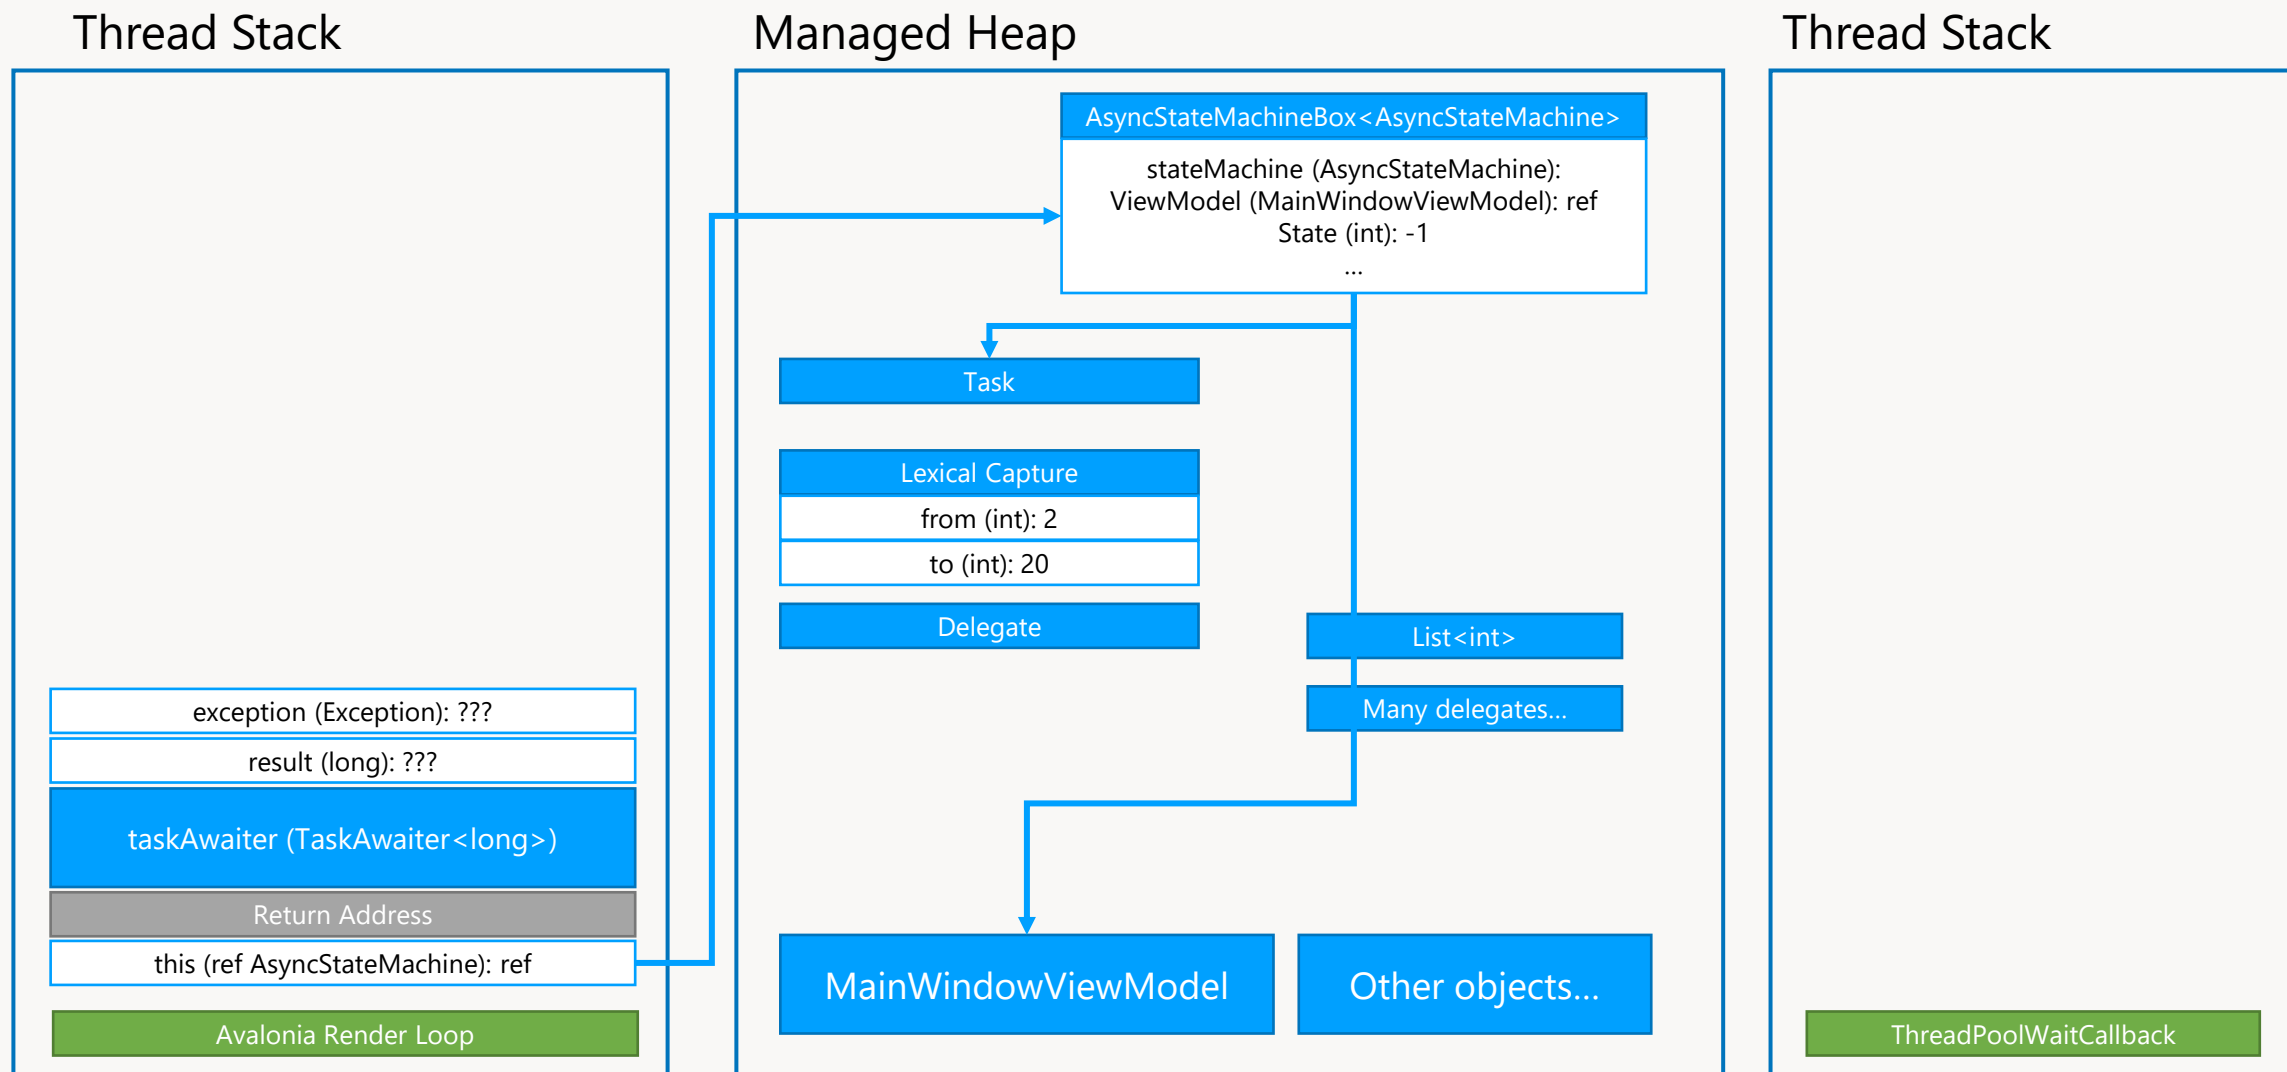 Thread Stack
exception (Exception): ???
result (long): ???
taskAwaiter (TaskAwaiter<long>)
Return Address
this (ref AsyncStateMachine): ref
Avalonia Render Loop
Managed Heap
AsyncStateMachineBox<AsyncStateMachine>
stateMachine (AsyncStateMachine):
ViewModel (MainWindowViewModel): ref
State (int): -1
…
Task
Lexical Capture
from (int): 2
to (int): 20
Delegate
List<int>
Many delegates…
MainWindowViewModel
Other objects…
Thread Stack
ThreadPoolWaitCallback